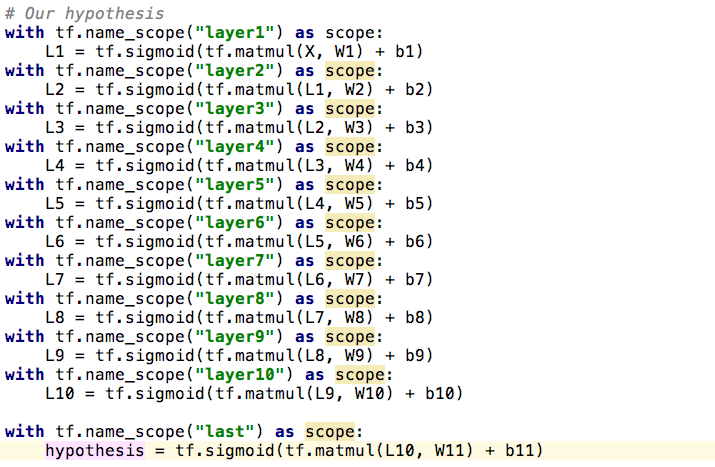 # Our hypothesis
with tf.name_scope("layer1") as scope:
    L1 = tf.sigmoid(tf.matmul(X, W1) + b1)
with tf.name_scope("layer2") as scope:
    L2 = tf.sigmoid(tf.matmul(L1, W2) + b2)
with tf.name_scope("layer3") as scope:
    L3 = tf.sigmoid(tf.matmul(L2, W3) + b3)
with tf.name_scope("layer4") as scope:
    L4 = tf.sigmoid(tf.matmul(L3, W4) + b4)
with tf.name_scope("layer5") as scope:
    L5 = tf.sigmoid(tf.matmul(L4, W5) + b5)
with tf.name_scope("layer6") as scope:
    L6 = tf.sigmoid(tf.matmul(L5, W6) + b6)
with tf.name_scope("layer7") as scope:
    L7 = tf.sigmoid(tf.matmul(L6, W7) + b7)
with tf.name_scope("layer8") as scope:
    L8 = tf.sigmoid(tf.matmul(L7, W8) + b8)
with tf.name_scope("layer9") as scope:
    L9 = tf.sigmoid(tf.matmul(L8, W9) + b9)
with tf.name_scope("layer10") as scope:
    L10 = tf.sigmoid(tf.matmul(L9, W10) + b10)
with tf.name_scope("last") as scope:
    hypothesis = tf.sigmoid(tf.matmul(L10, W11) + b11)